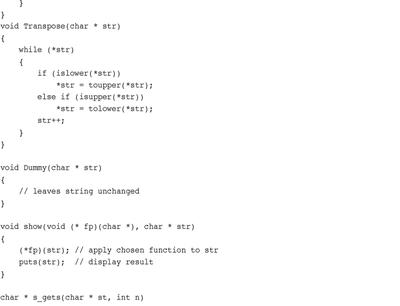 }
}
void Transpose(char * str)
{
    while (*str)
    {
        if (islower(*str))
            *str = toupper(*str);
        else if (isupper(*str))
            *str = tolower(*str);
        str++;
    }
}

void Dummy(char * str)
{
    // leaves string unchanged
}

void show(void (* fp)(char *), char * str)
{
    (*fp)(str); // apply chosen function to str
    puts(str);  // display result
}

char * s_gets(char * st, int n)